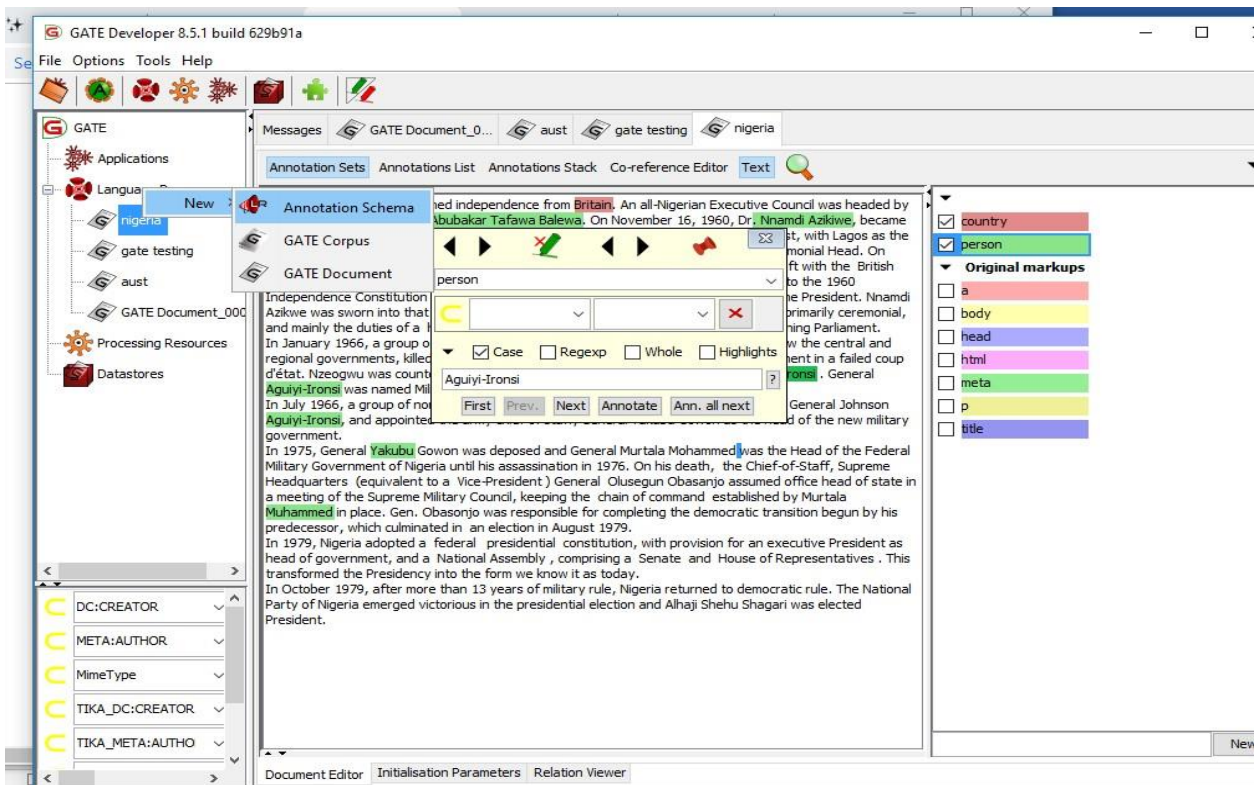 GATE Developer 8.5.1 build 629b91a
Se
File Options Tools Help
GATE
Applications
nigeria
gate testing
aust
GATE Document_000
Processing Resources
Datastores
New
Annotation Schema
GATE Corpus
GATE Document
Messages GATE Document_0... aust gate testing nigeria
Annotation Sets Annotations List Annotations Stack Co-reference Editor Text
independence from Britain. An all-Nigerian Executive Council was headed by
Abubakar Tafawa Balewa. On November 16, 1960, Dr. Nnamdi Azikiwe, became
with Lagos as the
Head. On
with the British
to the 1960
Independence Constitution
President. Nnamdi
Azikwe was sworn into that
primarily ceremonial,
and mainly the duties of a
Parliament.
In January 1966, a group
the central and
regional governments, killed
in a failed coup
d'état. Nzeogwu was
. General
Aguiyi-Ironsi was named
In July 1966, a group of
General Johnson
Aguiyi-Ironsi, and appointed
of the new military
government.
In 1975, General Yakubu Gowon was deposed and General Murtala Mohammed was the Head of the Federal
Military Government of Nigeria until his assassination in 1976. On his death, the Chief-of-Staff, Supreme
Headquarters (equivalent to a Vice-President ) General Olusegun Obasanjo assumed office head of state in
a meeting of the Supreme Military Council, keeping the chain of command established by Murtala
Muhammed in place. Gen. Obasonjo was responsible for completing the democratic transition begun by his
predecessor, which culminated in an election in August 1979.
In 1979, Nigeria adopted a federal presidential constitution, with provision for an executive President as
head of government, and a National Assembly , comprising a Senate and House of Representatives . This
transformed the Presidency into the form we know it as today.
In October 1979, after more than 13 years of military rule, Nigeria returned to democratic rule. The National
Party of Nigeria emerged victorious in the presidential election and Alhaji Shehu Shagari was elected
President.
person
Case Regexp Whole Highlights
Aguiyi-Ironsi ?
First Prev. Next Annotate Ann. all next
country
person
Original markups
a
body
head
html
meta
p
title
New
DC:CREATOR
META:AUTHOR
MimeType
TIKA_DC:CREATOR
TIKA_META:AUTHO
Document Editor Initialisation Parameters Relation Viewer